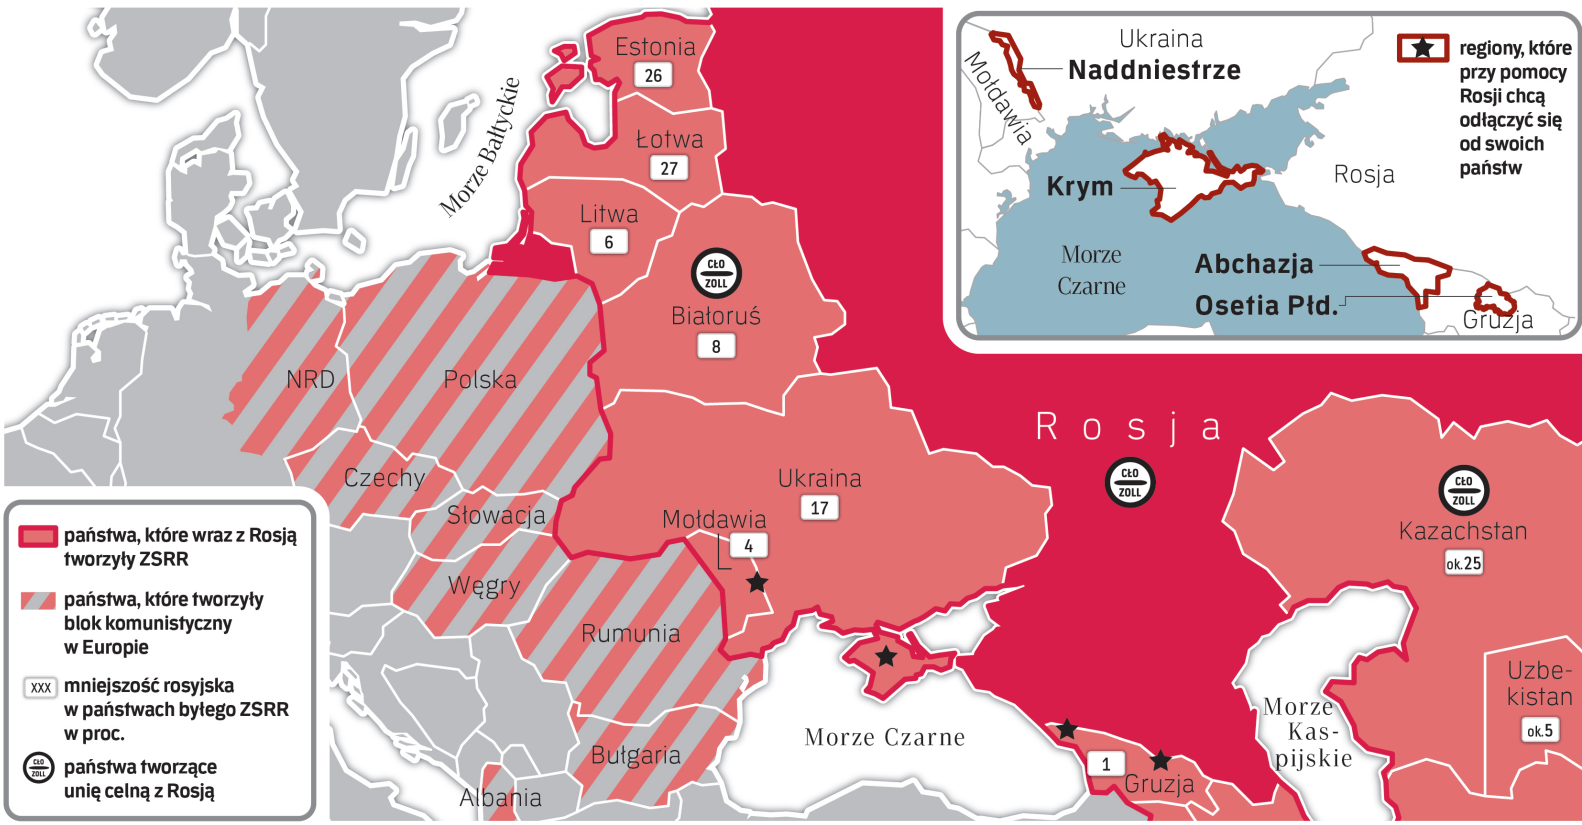 Estonia
26
Łotwa
27
Litwa
6
Morze Bałtyckie
CŁO
ZOLL
Białoruś
8
NRD
Polska
Czechy
Słowacja
Węgry
Rumunia
Bułgaria
Albania
Ukraina
17
Mołdawia
4
Rosja
CŁO
ZOLL
CŁO
ZOLL
Kazachstan
ok.25
Uzbe-
kistan
ok.5
Morze
Kas-
pijskie
Morze Czarne
1
Gruzja
Ukraina
Mołdawia
Naddniestrze
Krym
Rosja
Morze
Czarne
Abchazja
Osetia Płd.
Gruzja
regiony, które
przy pomocy
Rosji chcą
odłączyć się
od swoich
państw
państwa, które wraz z Rosją
tworzyły ZSRR
państwa, które tworzyły
blok komunistyczny
w Europie
xxx
mniejszość rosyjska
w państwach byłego ZSRR
w proc.
CŁO
ZOLL
państwa tworzące
unię celną z Rosją